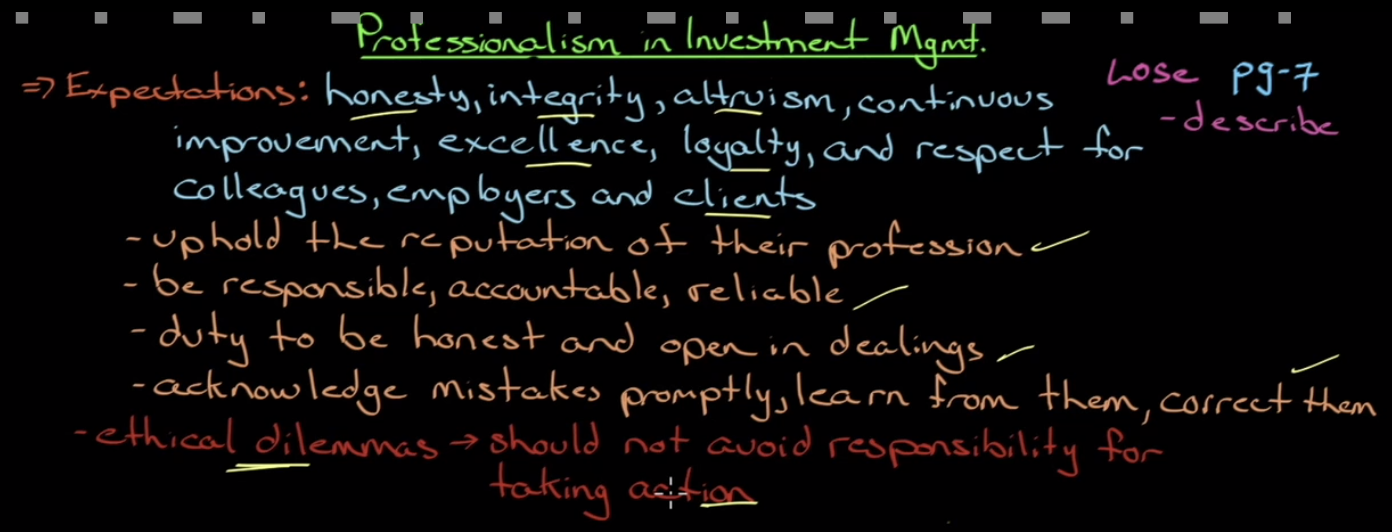 Professionalism in Investment Mgmt.
⇒ Expectations: honesty, integrity, altruism, continuous
improvement, excellence, loyalty, and respect for
colleagues, employers and clients
LOSE pg-7
-describe
- uphold the reputation of their profession ✓
- be responsible, accountable, reliable ✓
- duty to be honest and open in dealings ✓
- acknowledge mistakes promptly, learn from them, correct them ✓
- ethical dilemmas → should not avoid responsibility for
taking action